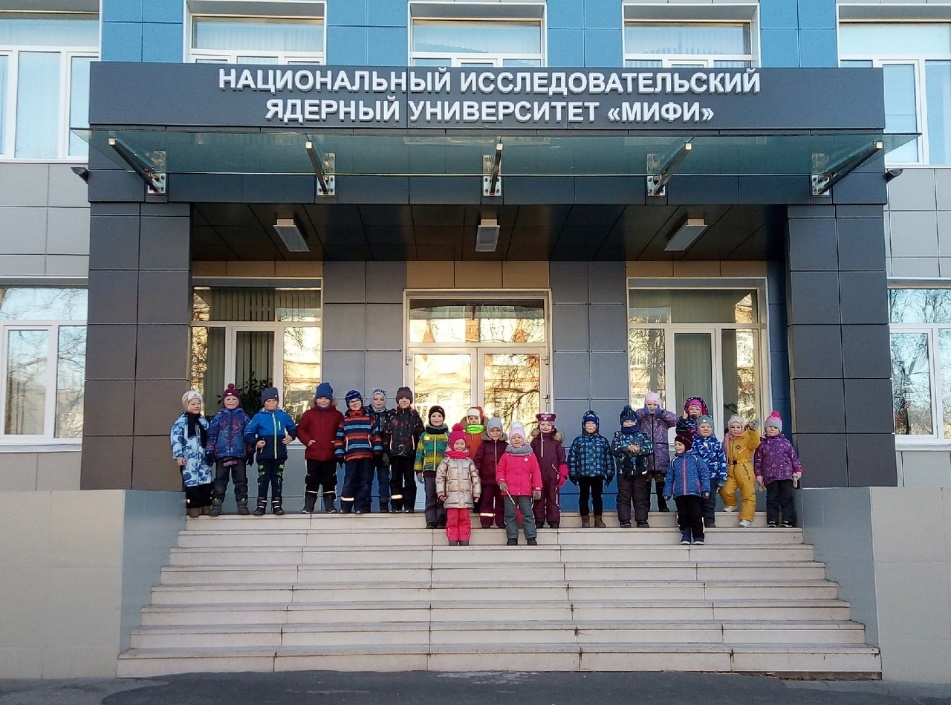 НАЦИОНАЛЬНЫЙ ИССЛЕДОВАТЕЛЬСКИЙ
ЯДЕРНЫЙ УНИВЕРСИТЕТ «МИФИ»